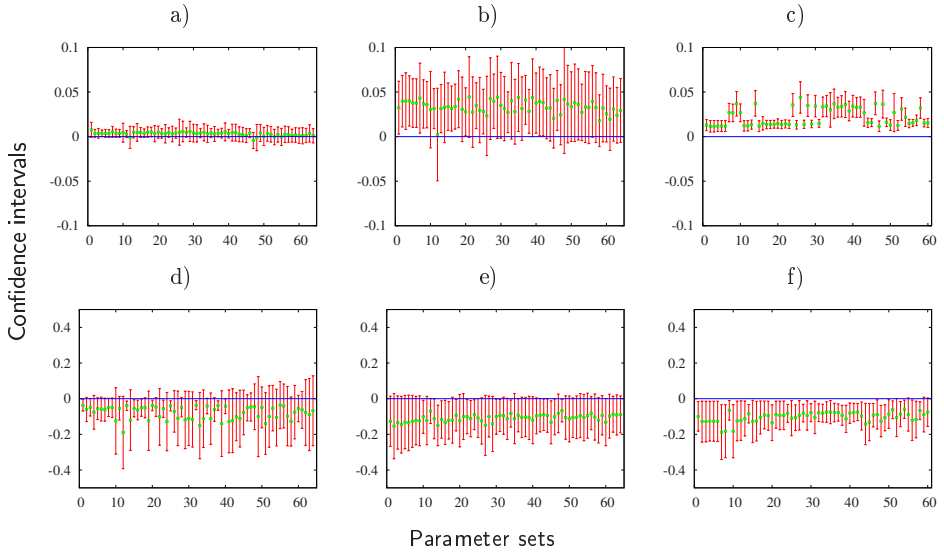 a) b) c)
0.1 0.1 0.1
0.05 0.05 0.05
0 0 0
-0.05 -0.05 -0.05
-0.1 -0.1 -0.1
0 10 20 30 40 50 60 0 10 20 30 40 50 60 0 10 20 30 40 50 60
Confidence intervals
d) e) f)
0.4 0.4 0.4
0.2 0.2 0.2
0 0 0
-0.2 -0.2 -0.2
-0.4 -0.4 -0.4
0 10 20 30 40 50 60 0 10 20 30 40 50 60 0 10 20 30 40 50 60
Parameter sets